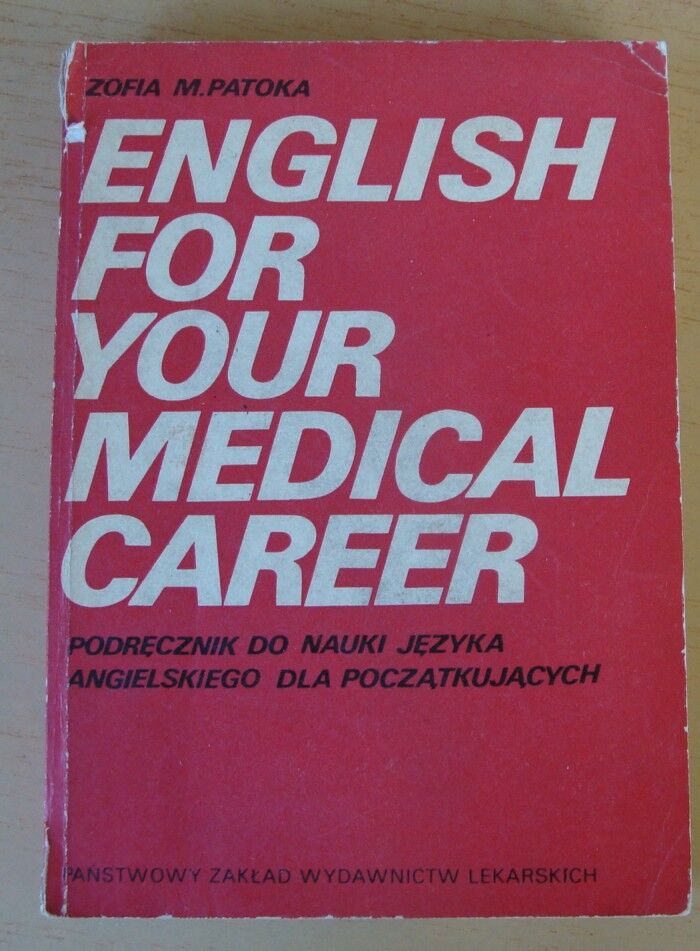 ZOFIA M. PATOKA
ENGLISH
FOR
YOUR
MEDICAL
CAREER
PODRĘCZNIK DO NAUKI JĘZYKA
ANGIELSKIEGO DLA POCZĄTKUJĄCYCH
PAŃSTWOWY ZAKŁAD WYDAWNICTW LEKARSKICH